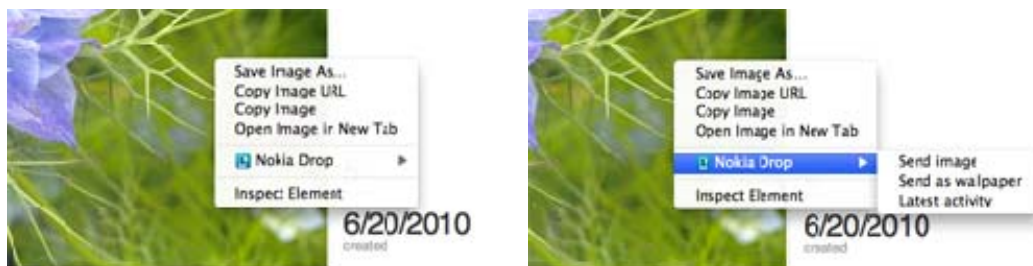 Save Image As...
Copy Image URL
Copy Image
Open Image in New Tab
Nokia Drop
Inspect Element
6/20/2010
created
Save Image As...
Copy Image URL
Copy Image
Open Image in New Tab
Nokia Drop
Send image
Send as wallpaper
Latest activity
Inspect Element
6/20/2010
created